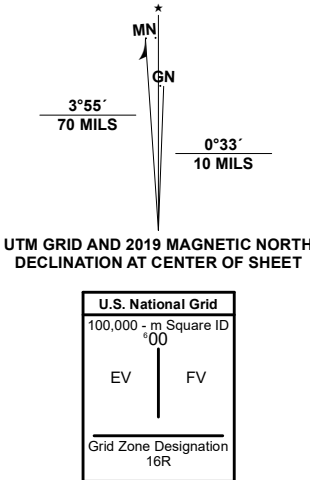 MN
GN
3°55´
70 MILS
0°33´
10 MILS
UTM GRID AND 2019 MAGNETIC NORTH
DECLINATION AT CENTER OF SHEET
U.S. National Grid
100,000 - m Square ID
⁶00
EV FV
Grid Zone Designation
16R